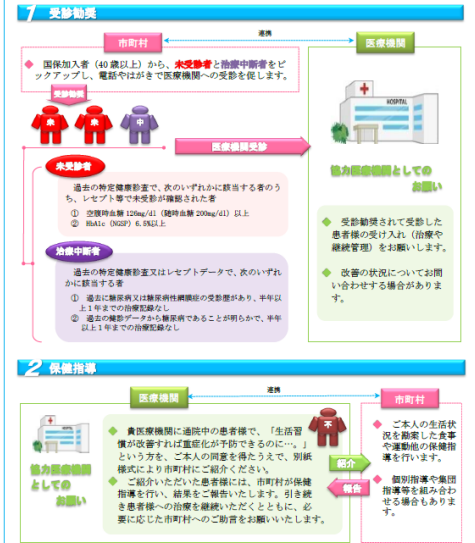 1 受診勧奨
市町村
連携
医療機関
◆ 国保加入者（40歳以上）から、未受診者と治療中断者をピ
ックアップし、電話やはがきで医療機関への受診を促します。
受診勧奨
未
未
中
医療機関受診
HOSPITAL
協力医療機関としての
お願い
◆ 受診勧奨されて受診した
患者様の受け入れ（治療や
継続管理）をお願いします。
◆ 改善の状況についてお問
い合わせする場合がありま
す。
未受診者
過去の特定健康診査で、次のいずれかに該当する者のう
ち、レセプト等で未受診が確認された者
① 空腹時血糖 126mg/dl（随時血糖 200mg/dl）以上
② HbA1c（NGSP）6.5%以上
治療中断者
過去の特定健康診査又はレセプトデータで、次のいずれ
かに該当する者
① 過去に糖尿病又は糖尿病性網膜症の受診歴があり、半年以
上１年までの治療記録なし
② 過去の健診データから糖尿病であることが明らかで、半年
以上１年までの治療記録なし
2 保健指導
医療機関
連携
市町村
協力医療機関
としての
お願い
◆ 貴医療機関に通院中の患者様で、「生活習
慣が改善すれば重症化が予防できるのに…。」
という方を、ご本人の同意を得たうえで、別紙
様式により市町村にご紹介ください。
◆ ご紹介いただいた患者様には、市町村が保健
指導を行い、結果をご報告いたします。引き続
き患者様への治療を継続いただくとともに、必
要に応じた市町村へのご助言をお願いいたします。
不
紹介
報告
◆ ご本人の生活状
況を勘案した食事
や運動他の保健指
導を行います。
◆ 個別指導や集団
指導等を組み合わ
せる場合もありま
す。